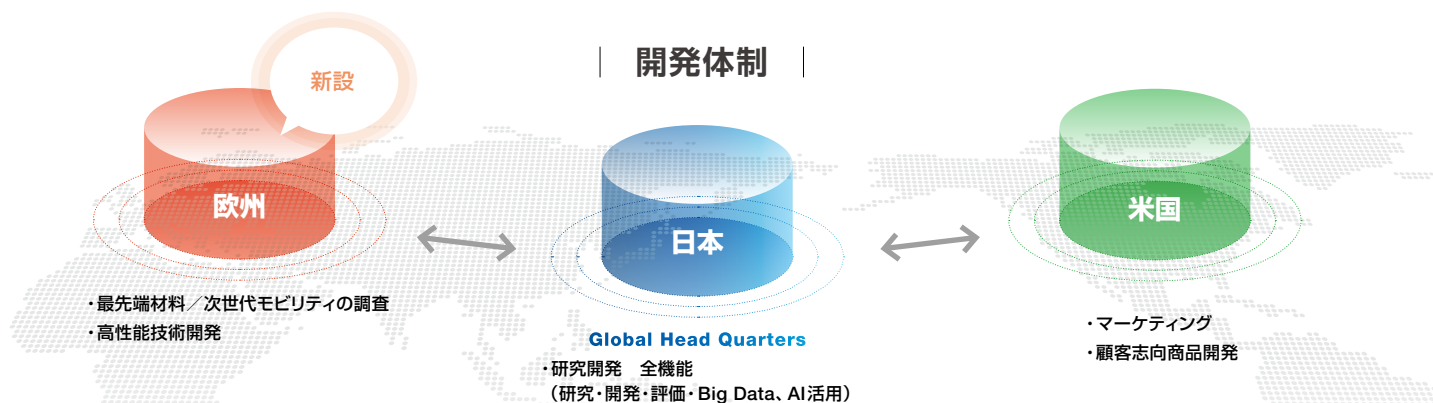 開発体制
新設
欧州
・最先端材料／次世代モビリティの調査
・高性能技術開発
日本
Global Head Quarters
・研究開発　全機能
（研究・開発・評価・Big Data、AI活用）
米国
・マーケティング
・顧客志向商品開発